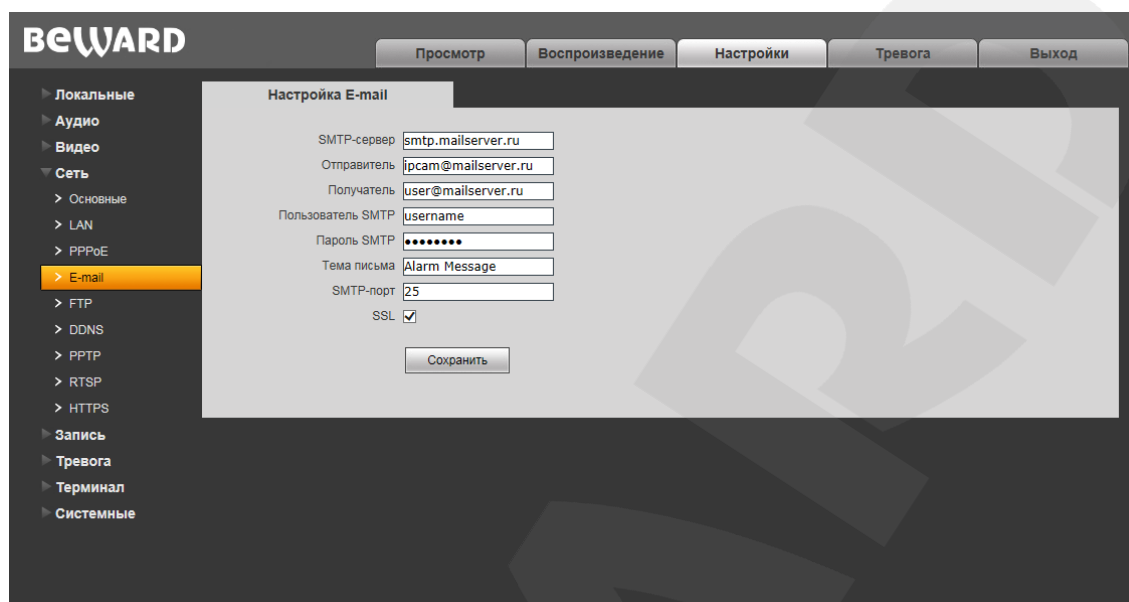 BEWARD
Просмотр Воспроизведение Настройки Тревога Выход
Локальные
Аудио
Видео
Сеть
Основные
LAN
PPPoE
E-mail
FTP
DDNS
PPTP
RTSP
HTTPS
Запись
Тревога
Терминал
Системные
Настройка E-mail
SMTP-сервер smtp.mailserver.ru
Отправитель ipcam@mailserver.ru
Получатель user@mailserver.ru
Пользователь SMTP username
Пароль SMTP ••••••••
Тема письма Alarm Message
SMTP-порт 25
SSL
Сохранить